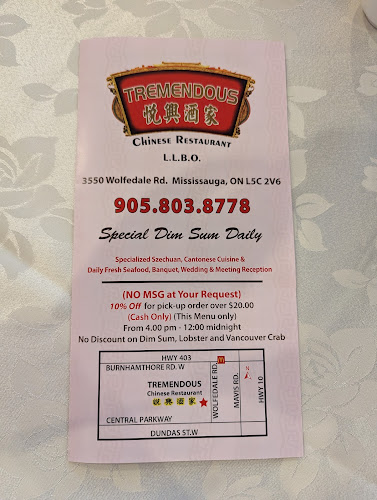 TREMENDOUS
悦興酒家
CHINESE RESTAURANT
L.L.B.O.
3550 Wolfedale Rd. Mississauga, ON L5C 2V6
905.803.8778
Special Dim Sum Daily
Specialized Szechuan, Cantonese Cuisine &
Daily Fresh Seafood, Banquet, Wedding & Meeting Reception
(NO MSG at Your Request)
10% Off for pick-up order over $20.00
(Cash Only) (This Menu only)
From 4.00 pm - 12:00 midnight
No Discount on Dim Sum, Lobster and Vancouver Crab
HWY 403
BURNHAMTHORE RD. W
TREMENDOUS
Chinese Restaurant
悦興酒家
WOLFEDALE RD.
MAVIS RD.
HWY 10
N
CENTRAL PARKWAY
DUNDAS ST.W